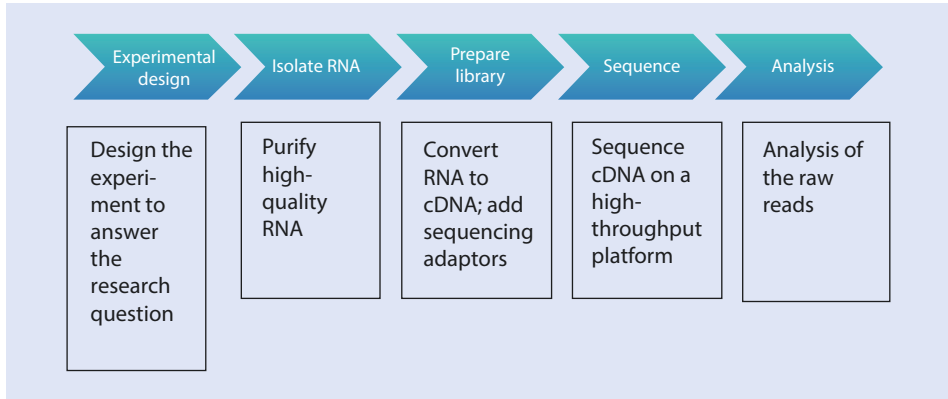 Experimental
design
Isolate RNA
Prepare
library
Sequence
Analysis
Design the
experi-
ment to
answer
the
research
question
Purify
high-
quality
RNA
Convert
RNA to
cDNA; add
sequencing
adaptors
Sequence
cDNA on a
high-
throughput
platform
Analysis of
the raw
reads